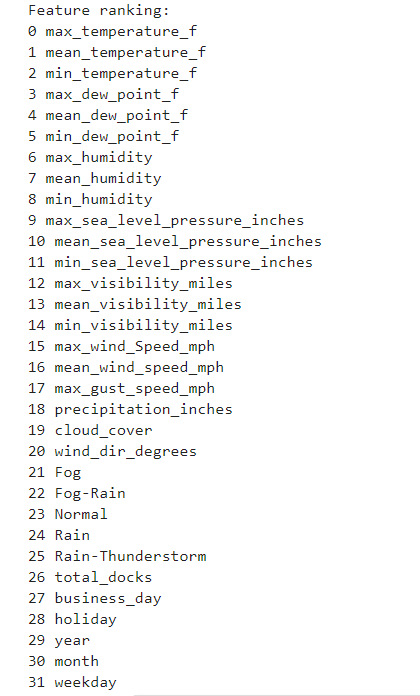 Feature ranking:
0 max_temperature_f
1 mean_temperature_f
2 min_temperature_f
3 max_dew_point_f
4 mean_dew_point_f
5 min_dew_point_f
6 max_humidity
7 mean_humidity
8 min_humidity
9 max_sea_level_pressure_inches
10 mean_sea_level_pressure_inches
11 min_sea_level_pressure_inches
12 max_visibility_miles
13 mean_visibility_miles
14 min_visibility_miles
15 max_wind_Speed_mph
16 mean_wind_speed_mph
17 max_gust_speed_mph
18 precipitation_inches
19 cloud_cover
20 wind_dir_degrees
21 Fog
22 Fog-Rain
23 Normal
24 Rain
25 Rain-Thunderstorm
26 total_docks
27 business_day
28 holiday
29 year
30 month
31 weekday